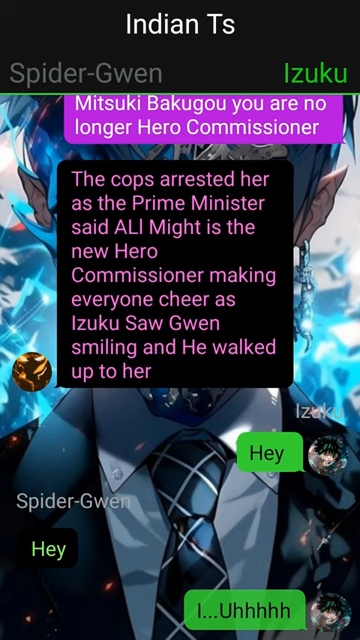 Indian Ts
Spider-Gwen
Izuku
Mitsuki Bakugou you are no
longer Hero Commissioner
The cops arrested her
as the Prime Minister
said ALl Might is the
new Hero
Commissioner making
everyone cheer as
Izuku Saw Gwen
smiling and He walked
up to her
Izuku
Hey
Spider-Gwen
Hey
I...Uhhhhh